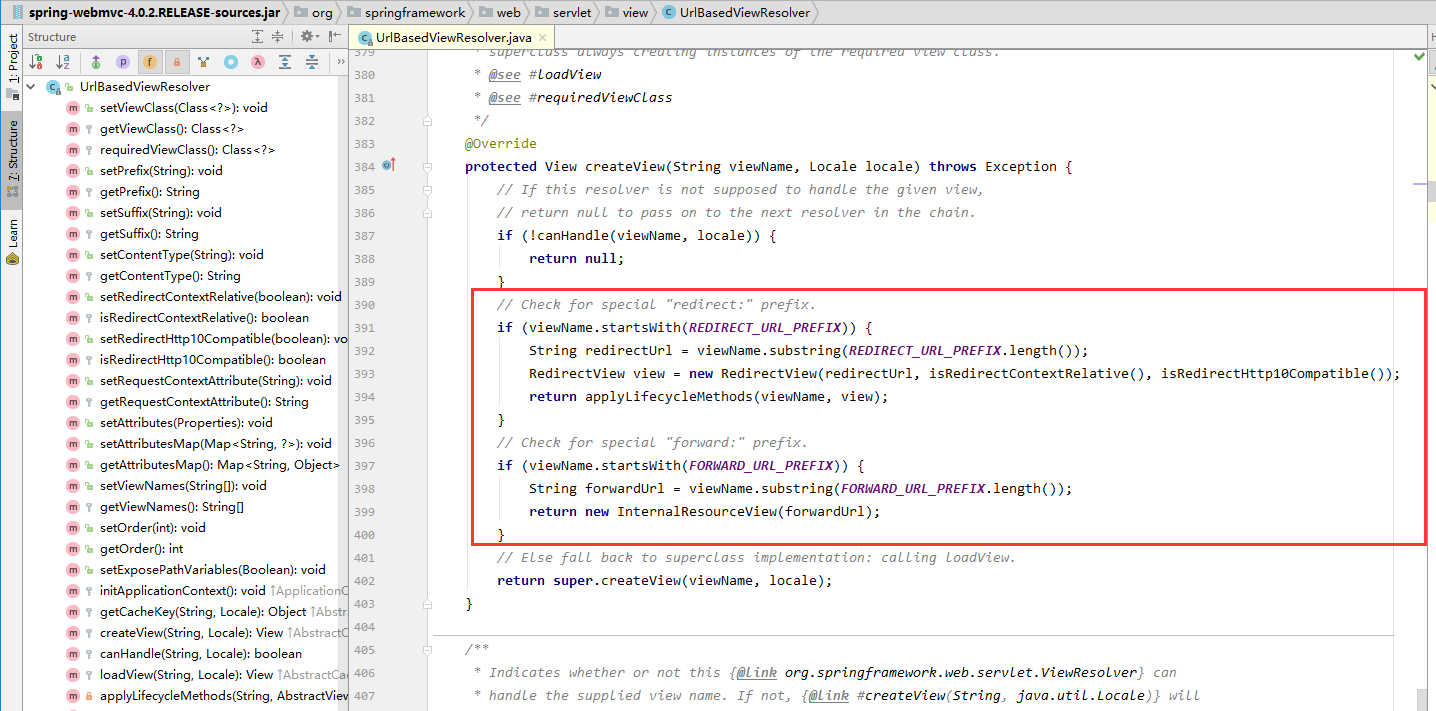 spring-webmvc-4.0.2.RELEASE-sources.jar org springframework web servlet view UrlBasedViewResolver
1: Project
7: Structure
Learn
Structure
UrlBasedViewResolver
setViewClass(Class<?>): void
getViewClass(): Class<?>
requiredViewClass(): Class<?>
setPrefix(String): void
getPrefix(): String
setSuffix(String): void
getSuffix(): String
setContentType(String): void
getContentType(): String
setRedirectContextRelative(boolean): void
isRedirectContextRelative(): boolean
setRedirectHttp10Compatible(boolean): vo
isRedirectHttp10Compatible(): boolean
setRequestContextAttribute(String): void
getRequestContextAttribute(): String
setAttributes(Properties): void
setAttributesMap(Map<String, ?>): void
getAttributesMap(): Map<String, Object>
setViewNames(String[]): void
getViewNames(): String[]
setOrder(int): void
getOrder(): int
setExposePathVariables(Boolean): void
initApplicationContext(): void ↑ApplicationC
getCacheKey(String, Locale): Object ↑Abstr
createView(String, Locale): View ↑AbstractC
canHandle(String, Locale): boolean
loadView(String, Locale): View ↑AbstractCa
applyLifecycleMethods(String, AbstractView
UrlBasedViewResolver.java
379 * superclass always creating instances of the required view class.
380 * @see #loadView
381 * @see #requiredViewClass
382 */
383 @Override
384 protected View createView(String viewName, Locale locale) throws Exception {
385 // If this resolver is not supposed to handle the given view,
386 // return null to pass on to the next resolver in the chain.
387 if (!canHandle(viewName, locale)) {
388 return null;
389 }
390 // Check for special "redirect:" prefix.
391 if (viewName.startsWith(REDIRECT_URL_PREFIX)) {
392 String redirectUrl = viewName.substring(REDIRECT_URL_PREFIX.length());
393 RedirectView view = new RedirectView(redirectUrl, isRedirectContextRelative(), isRedirectHttp10Compatible());
394 return applyLifecycleMethods(viewName, view);
395 }
396 // Check for special "forward:" prefix.
397 if (viewName.startsWith(FORWARD_URL_PREFIX)) {
398 String forwardUrl = viewName.substring(FORWARD_URL_PREFIX.length());
399 return new InternalResourceView(forwardUrl);
400 }
401 // Else fall back to superclass implementation: calling loadView.
402 return super.createView(viewName, locale);
403 }
404
405 /**
406 * Indicates whether or not this {@link org.springframework.web.servlet.ViewResolver} can
407 * handle the supplied view name. If not, {@link #createView(String, java.util.Locale)} will